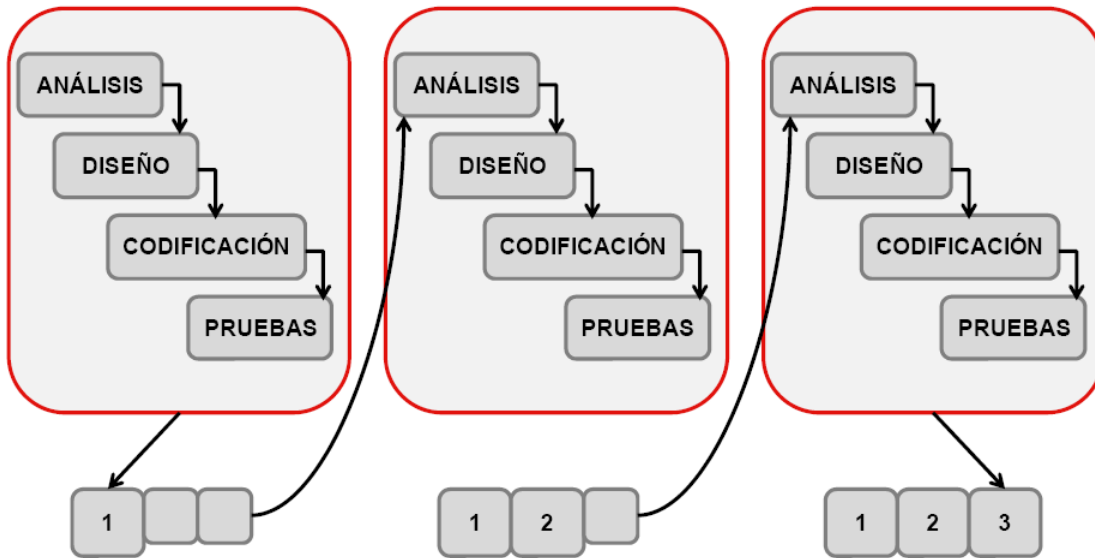 ANÁLISIS
DISEÑO
CODIFICACIÓN
PRUEBAS
1
ANÁLISIS
DISEÑO
CODIFICACIÓN
PRUEBAS
1 2
ANÁLISIS
DISEÑO
CODIFICACIÓN
PRUEBAS
1 2 3